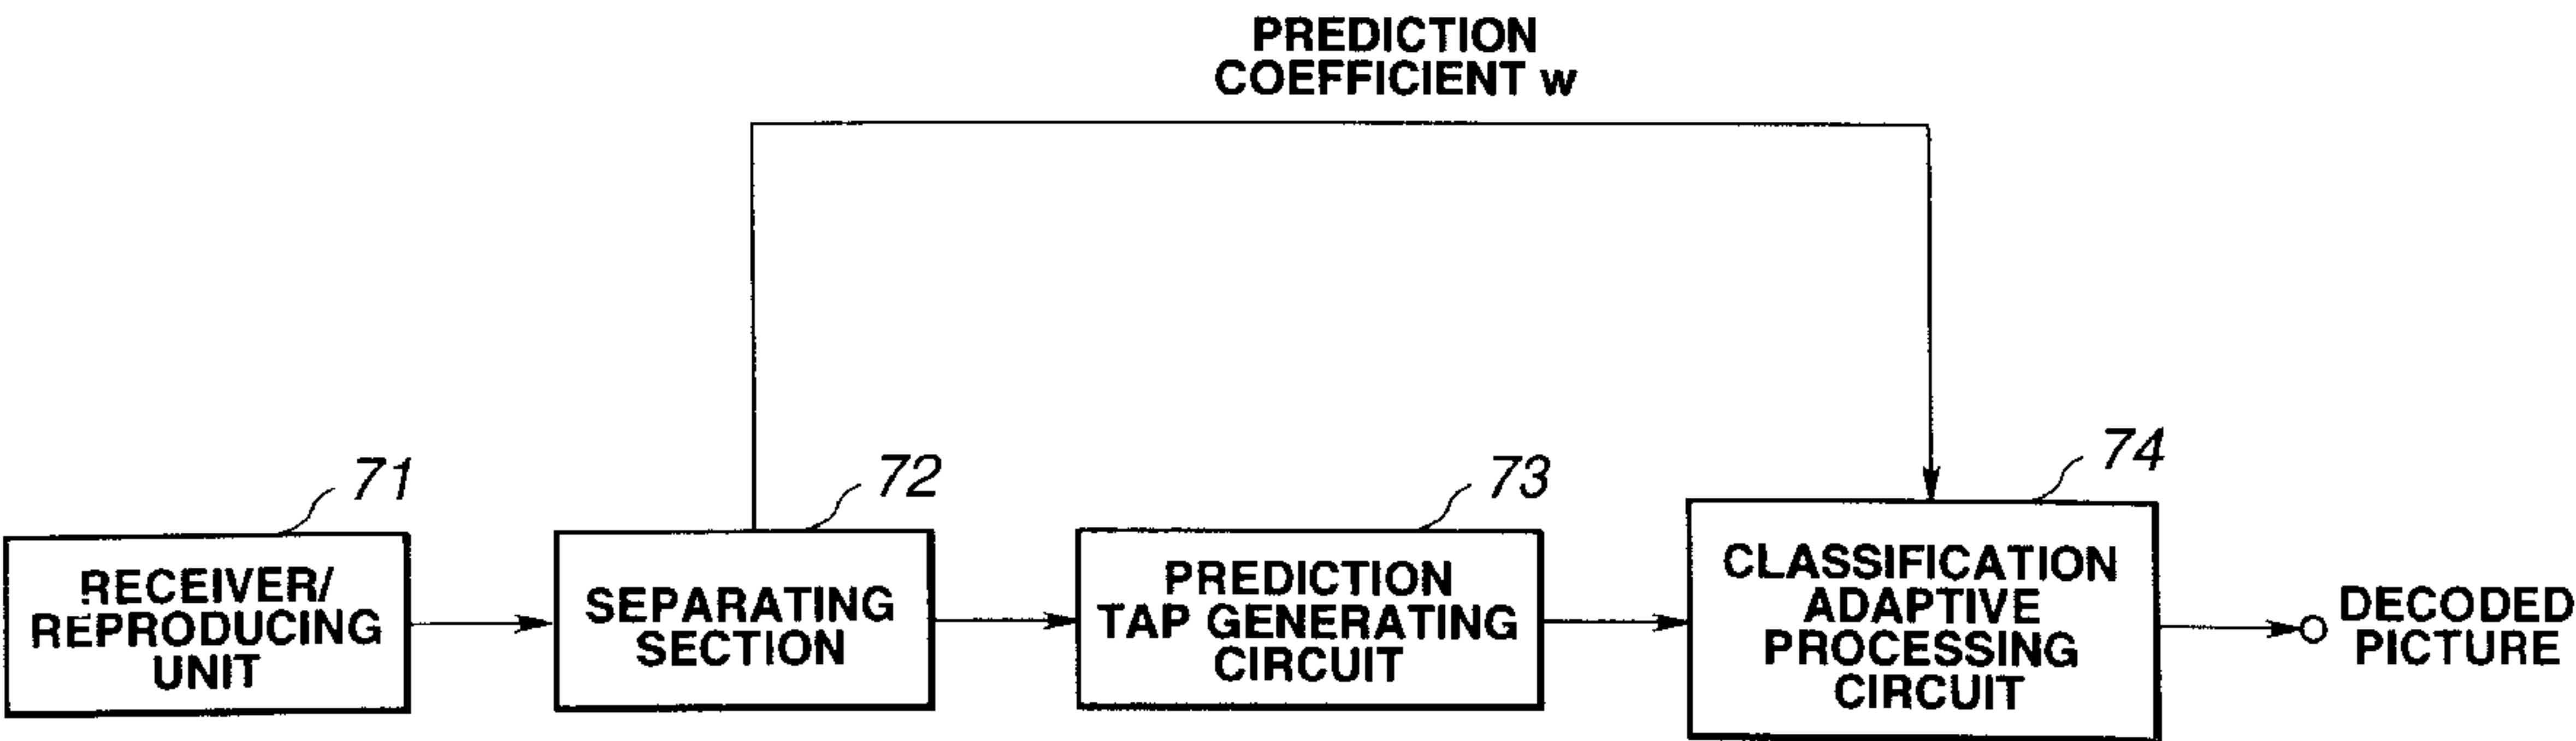 PREDICTION
COEFFICIENT w
71
RECEIVER/
REPRODUCING
UNIT
72
SEPARATING
SECTION
73
PREDICTION
TAP GENERATING
CIRCUIT
74
CLASSIFICATION
ADAPTIVE
PROCESSING
CIRCUIT
DECODED
PICTURE